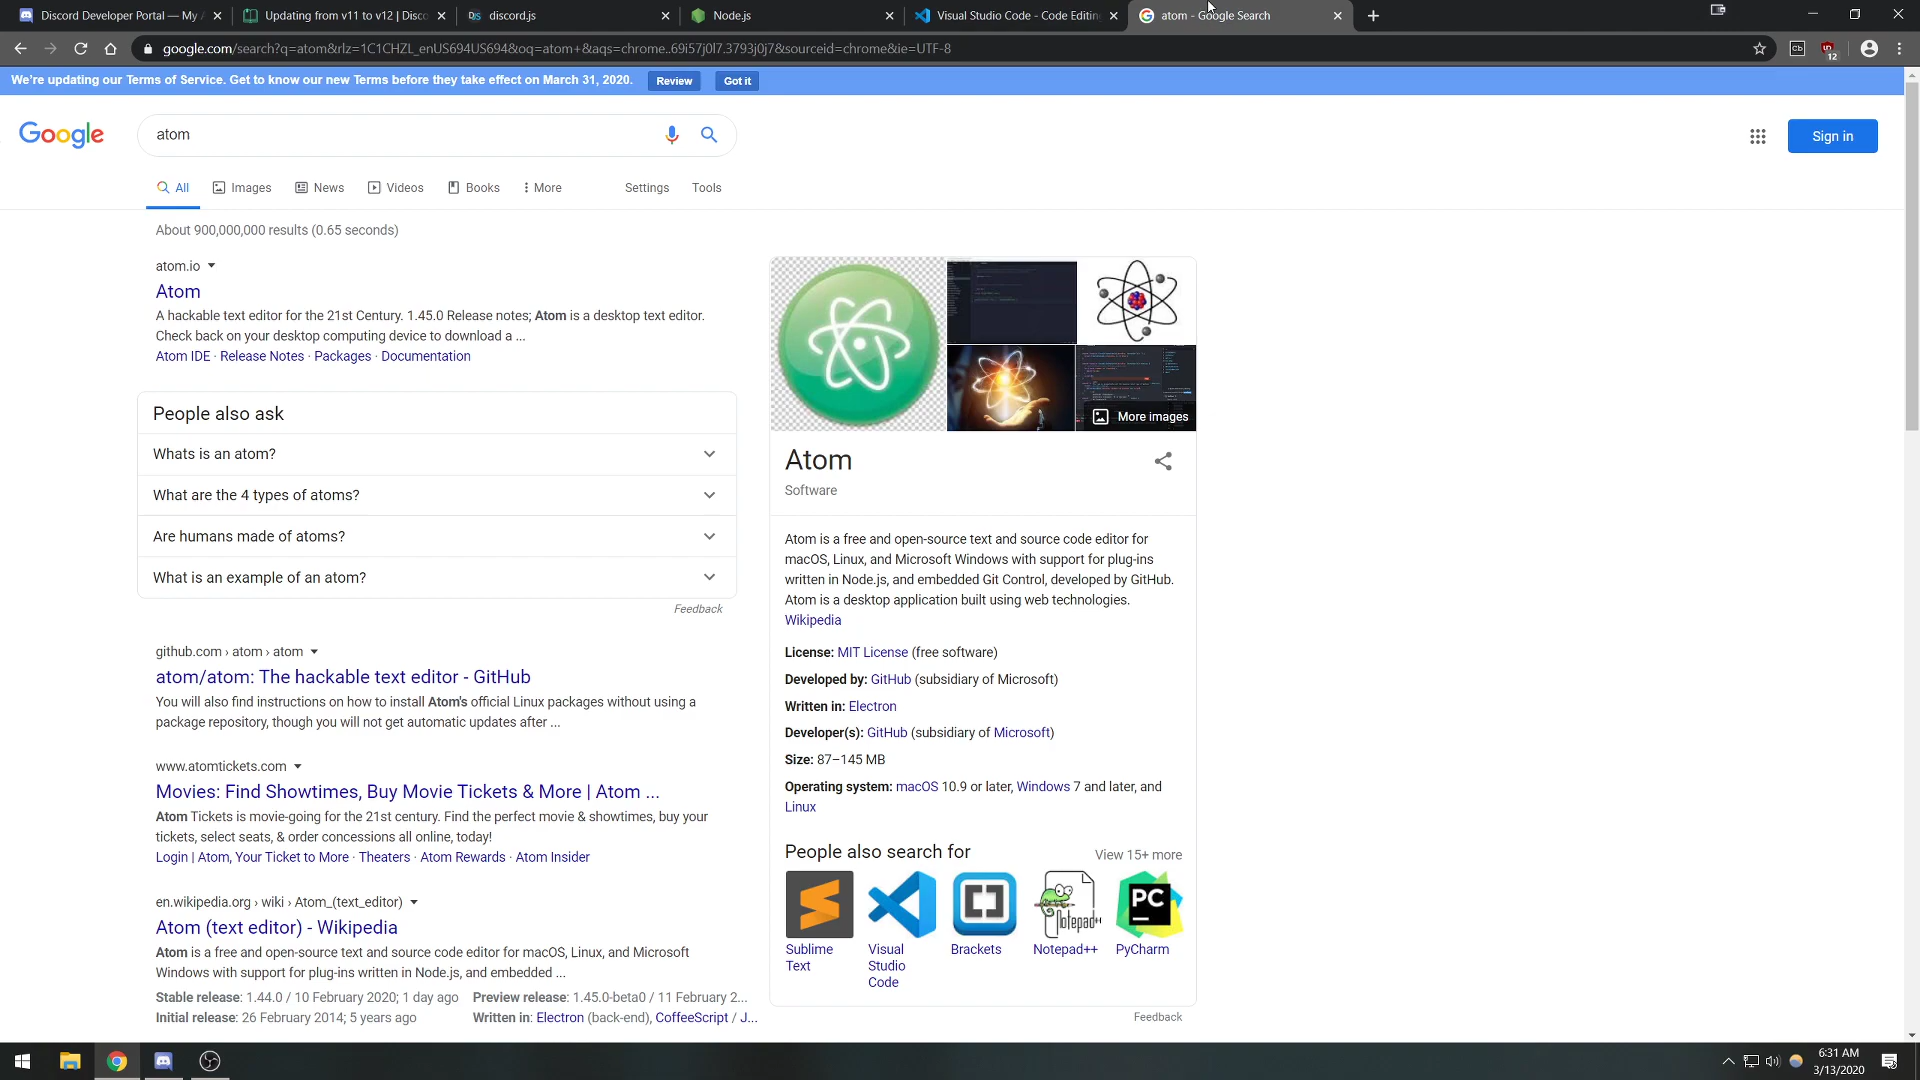 Discord Developer Portal — My A
Updating from v11 to v12 | Disco
discord.js
Node.js
Visual Studio Code - Code Editing
atom - Google Search
google.com/search?q=atom&rlz=1C1CHZL_enUS694US694&oq=atom+&aqs=chrome..69i57j0l7.3793j0j7&sourceid=chrome&ie=UTF-8
Cb
12
We're updating our Terms of Service. Get to know our new Terms before they take effect on March 31, 2020.
Review
Got it
Google
atom
Sign in
All
Images
News
Videos
Books
More
Settings
Tools
About 900,000,000 results (0.65 seconds)
atom.io
Atom
A hackable text editor for the 21st Century. 1.45.0 Release notes; Atom is a desktop text editor.
Check back on your desktop computing device to download a ...
Atom IDE · Release Notes · Packages · Documentation
People also ask
Whats is an atom?
What are the 4 types of atoms?
Are humans made of atoms?
What is an example of an atom?
Feedback
github.com › atom › atom
atom/atom: The hackable text editor - GitHub
You will also find instructions on how to install Atom's official Linux packages without using a
package repository, though you will not get automatic updates after ...
www.atomtickets.com
Movies: Find Showtimes, Buy Movie Tickets & More | Atom ...
Atom Tickets is movie-going for the 21st century. Find the perfect movie & showtimes, buy your
tickets, select seats, & order concessions all online, today!
Login | Atom, Your Ticket to More · Theaters · Atom Rewards · Atom Insider
en.wikipedia.org › wiki › Atom_(text_editor)
Atom (text editor) - Wikipedia
Atom is a free and open-source text and source code editor for macOS, Linux, and Microsoft
Windows with support for plug-ins written in Node.js, and embedded ...
Stable release: 1.44.0 / 10 February 2020; 1 day ago
Preview release: 1.45.0-beta0 / 11 February 2...
Initial release: 26 February 2014; 5 years ago
Written in: Electron (back-end), CoffeeScript / J...
More images
Atom
Software
Atom is a free and open-source text and source code editor for
macOS, Linux, and Microsoft Windows with support for plug-ins
written in Node.js, and embedded Git Control, developed by GitHub.
Atom is a desktop application built using web technologies.
Wikipedia
License: MIT License (free software)
Developed by: GitHub (subsidiary of Microsoft)
Written in: Electron
Developer(s): GitHub (subsidiary of Microsoft)
Size: 87–145 MB
Operating system: macOS 10.9 or later, Windows 7 and later, and
Linux
People also search for
View 15+ more
Notepad++
PC
Sublime
Text
Visual
Studio
Code
Brackets
Notepad++
PyCharm
Feedback
6:31 AM
3/13/2020